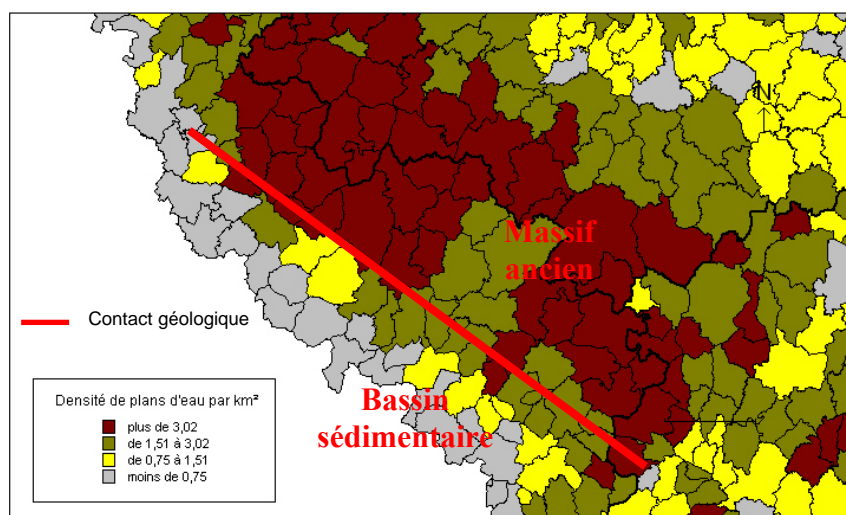 N
Massif
ancien
Contact géologique
Bassin
sédimentaire
Densité de plans d'eau par km²
plus de 3,02
de 1,51 à 3,02
de 0,75 à 1,51
moins de 0,75